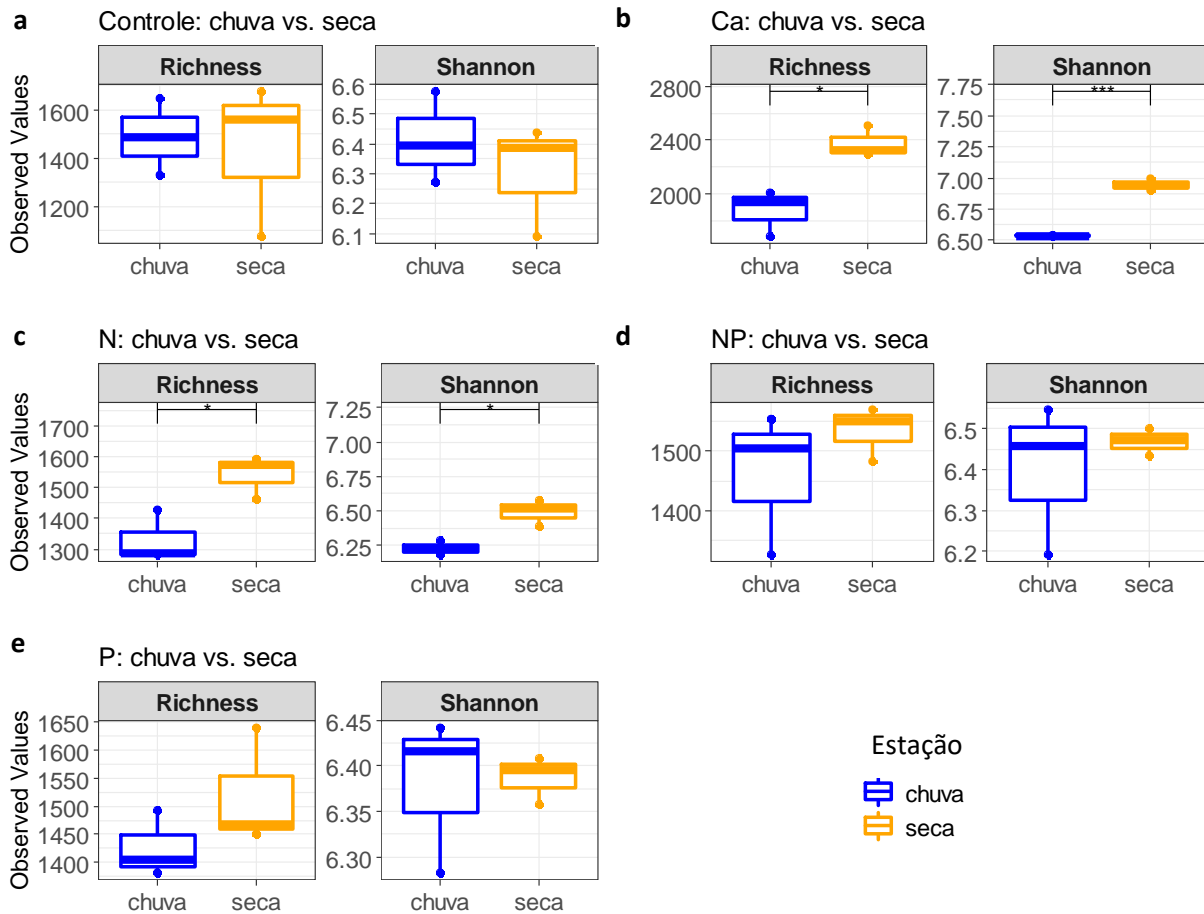 a
Controle: chuva vs. seca
Richness
Shannon
Observed Values
1600
1400
1200
6.6
6.5
6.4
6.3
6.2
6.1
chuva
seca
chuva
seca
b
Ca: chuva vs. seca
Richness
Shannon
2800
2400
2000
*
7.75
7.50
7.25
7.00
6.75
6.50
***
chuva
seca
chuva
seca
c
N: chuva vs. seca
Richness
Shannon
Observed Values
1700
1600
1500
1400
1300
*
7.25
7.00
6.75
6.50
6.25
*
chuva
seca
chuva
seca
d
NP: chuva vs. seca
Richness
Shannon
1500
1400
6.5
6.4
6.3
6.2
chuva
seca
chuva
seca
e
P: chuva vs. seca
Richness
Shannon
Observed Values
1650
1600
1550
1500
1450
1400
6.45
6.40
6.35
6.30
chuva
seca
chuva
seca
Estação
chuva
seca